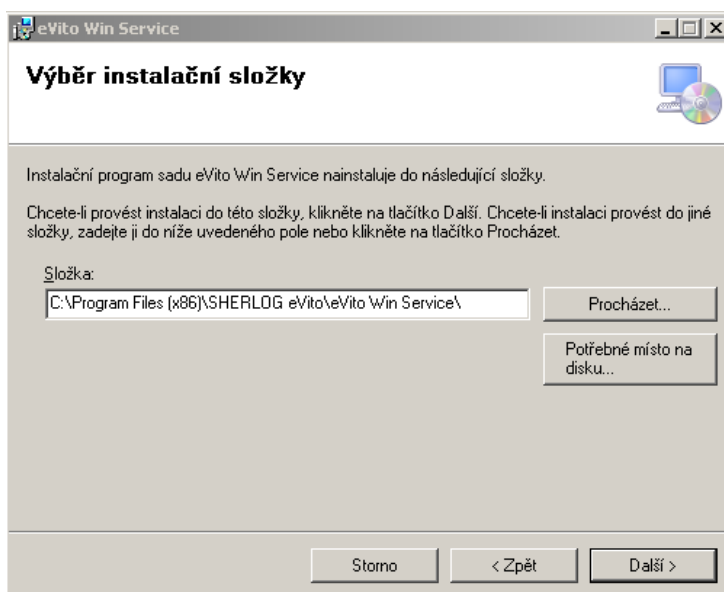 eVito Win Service
Výběr instalační složky
Instalační program sadu eVito Win Service nainstaluje do následující složky.
Chcete-li provést instalaci do této složky, klikněte na tlačítko Další. Chcete-li instalaci provést do jiné
složky, zadejte ji do níže uvedeného pole nebo klikněte na tlačítko Procházet.
Složka:
C:\Program Files (x86)\SHERLOG eVito\eVito Win Service\
Procházet...
Potřebné místo na
disku...
Storno
< Zpět
Další >